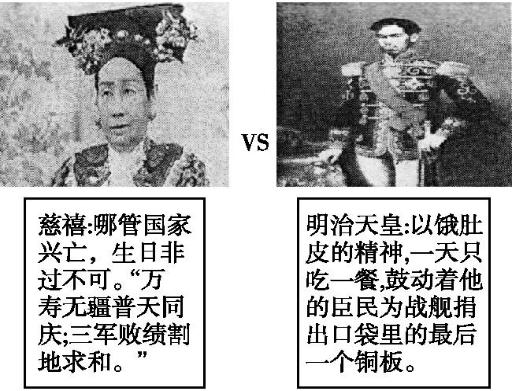 VS
慈禧:哪管国家
兴亡，生日非
过不可。“万
寿无疆普天同
庆;三军败绩割
地求和。”
明治天皇:以饿肚
皮的精神,一天只
吃一餐,鼓动着他
的臣民为战舰捐
出口袋里的最后
一个铜板。